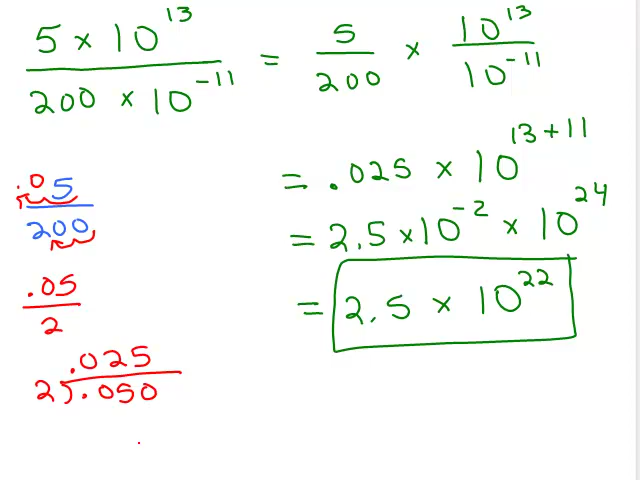 5 × 10^13 / 200 × 10^-11 = 5/200 × 10^13/10^-11
= .025 × 10^13+11
= 2.5 × 10^-2 × 10^24
= 2.5 × 10^22
.05/200
.05/2
.025
2).050